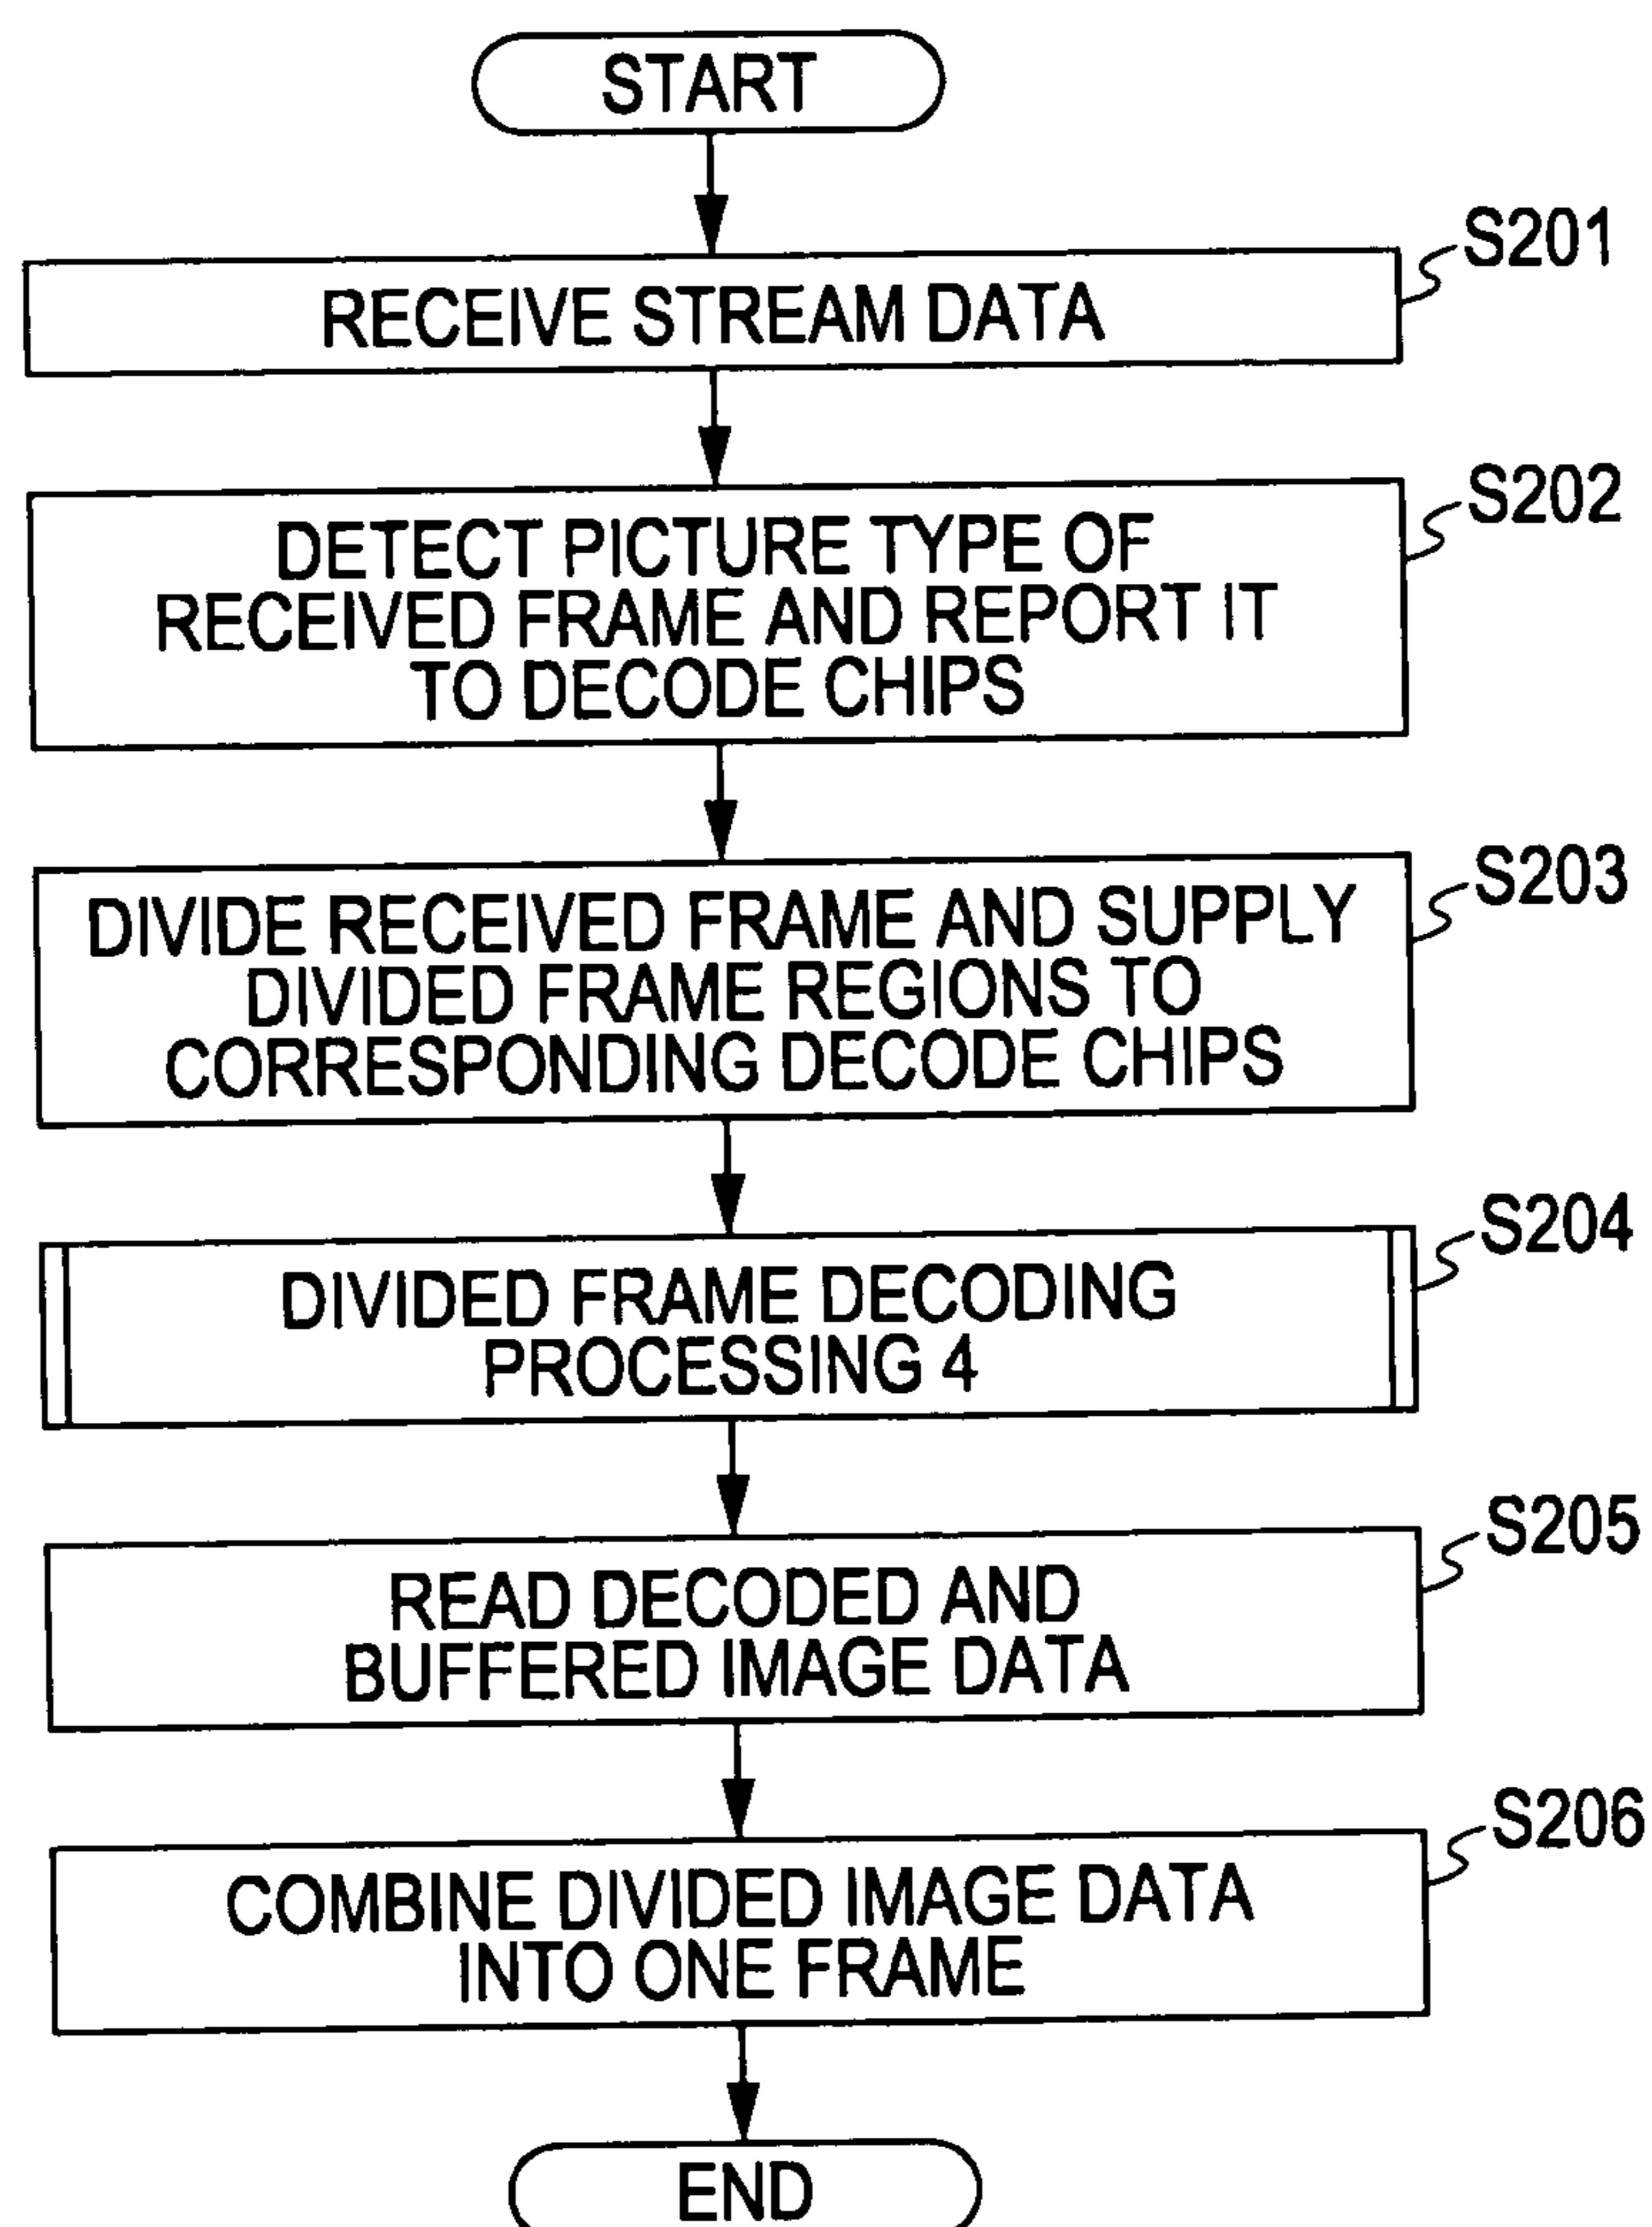 START
S201
RECEIVE STREAM DATA
S202
DETECT PICTURE TYPE OF
RECEIVED FRAME AND REPORT IT
TO DECODE CHIPS
S203
DIVIDE RECEIVED FRAME AND SUPPLY
DIVIDED FRAME REGIONS TO
CORRESPONDING DECODE CHIPS
S204
DIVIDED FRAME DECODING
PROCESSING 4
S205
READ DECODED AND
BUFFERED IMAGE DATA
S206
COMBINE DIVIDED IMAGE DATA
INTO ONE FRAME
END